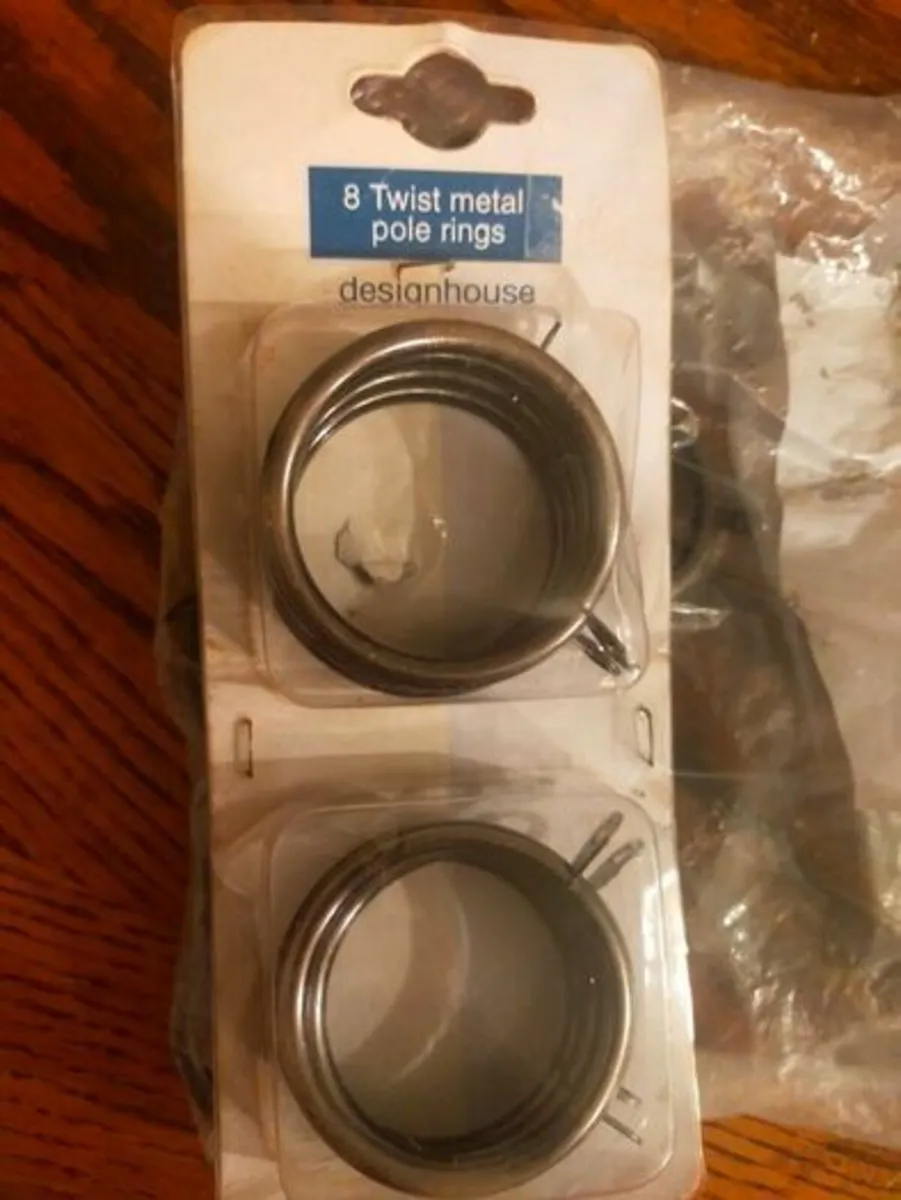 8 Twist metal
pole rings
designhouse